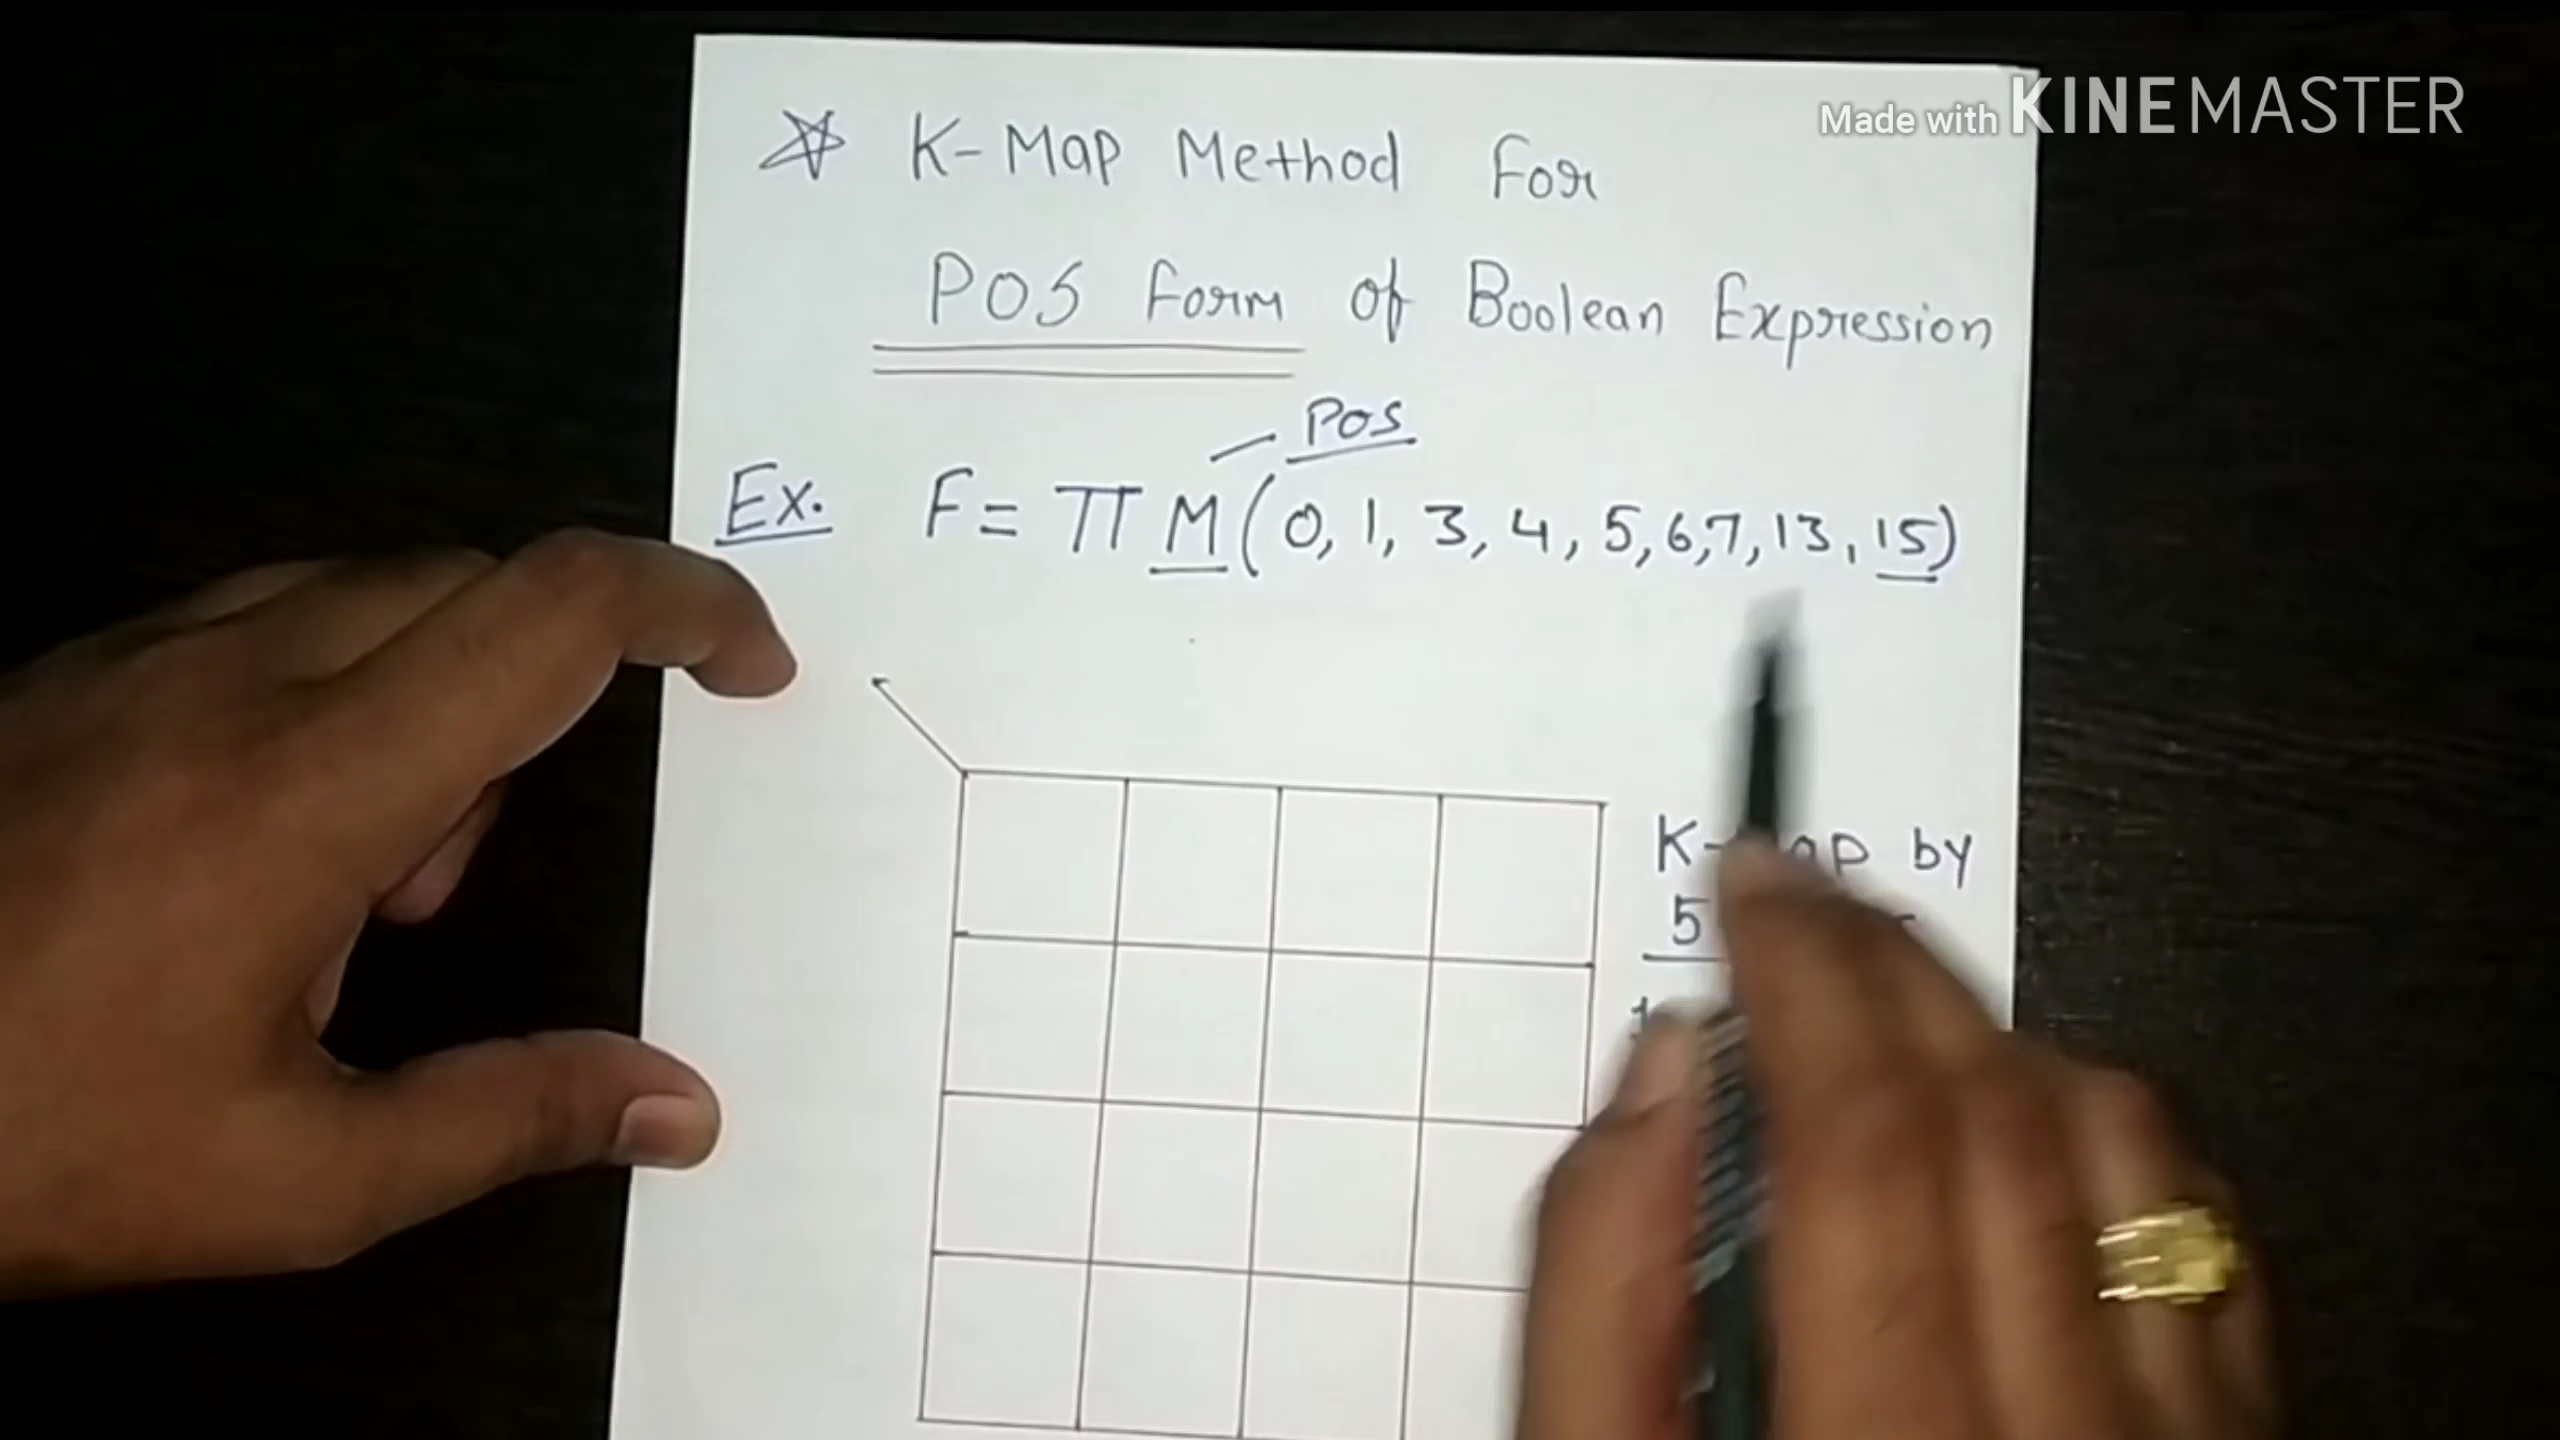 Made with KINEMASTER
K-Map Method For
POS Form of Boolean Expression
POS
Ex. F = π M (0, 1, 3, 4, 5, 6, 7, 13, 15)
by
5